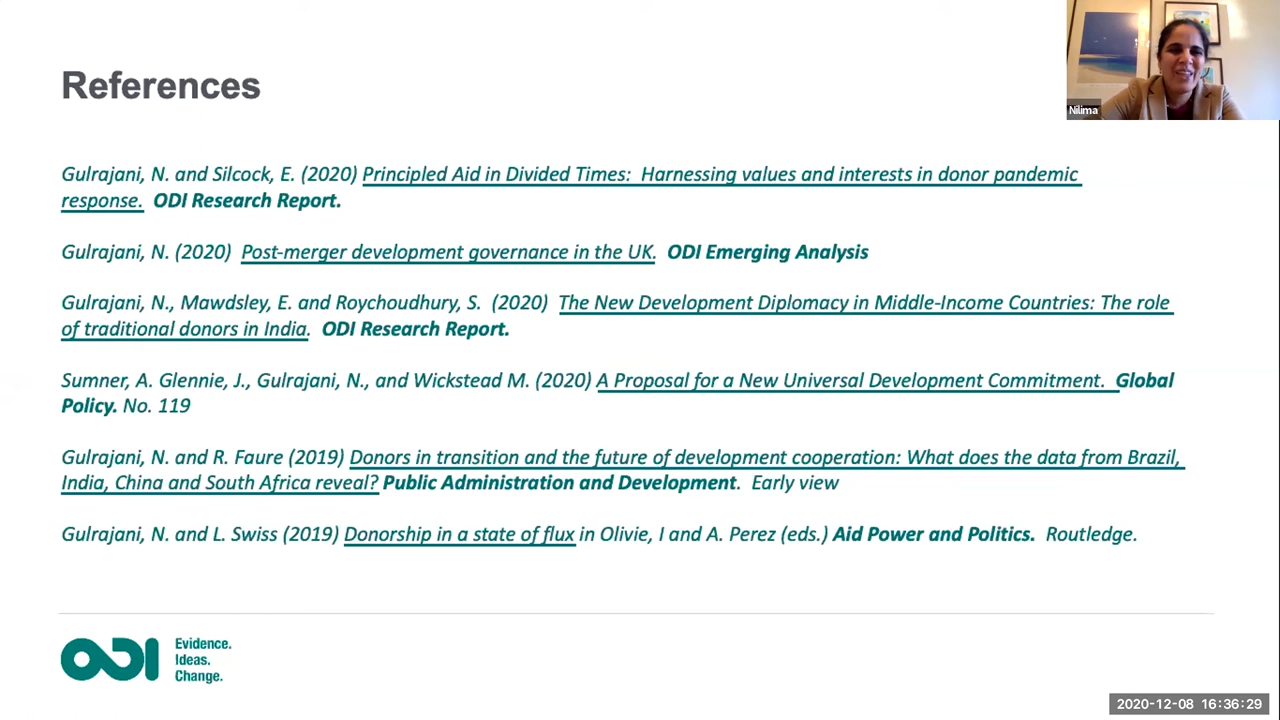 References
Nilima
Gulrajani, N. and Silcock, E. (2020) Principled Aid in Divided Times:  Harnessing values and interests in donor pandemic
response.  ODI Research Report.
Gulrajani, N. (2020)  Post-merger development governance in the UK.  ODI Emerging Analysis
Gulrajani, N., Mawdsley, E. and Roychoudhury, S.  (2020)  The New Development Diplomacy in Middle-Income Countries: The role
of traditional donors in India.  ODI Research Report.
Sumner, A. Glennie, J., Gulrajani, N., and Wickstead M. (2020) A Proposal for a New Universal Development Commitment.  Global
Policy. No. 119
Gulrajani, N. and R. Faure (2019) Donors in transition and the future of development cooperation: What does the data from Brazil,
India, China and South Africa reveal? Public Administration and Development.  Early view
Gulrajani, N. and L. Swiss (2019) Donorship in a state of flux in Olivie, I and A. Perez (eds.) Aid Power and Politics.  Routledge.
ODI
Evidence.
Ideas.
Change.
2020-12-08 16:36:29